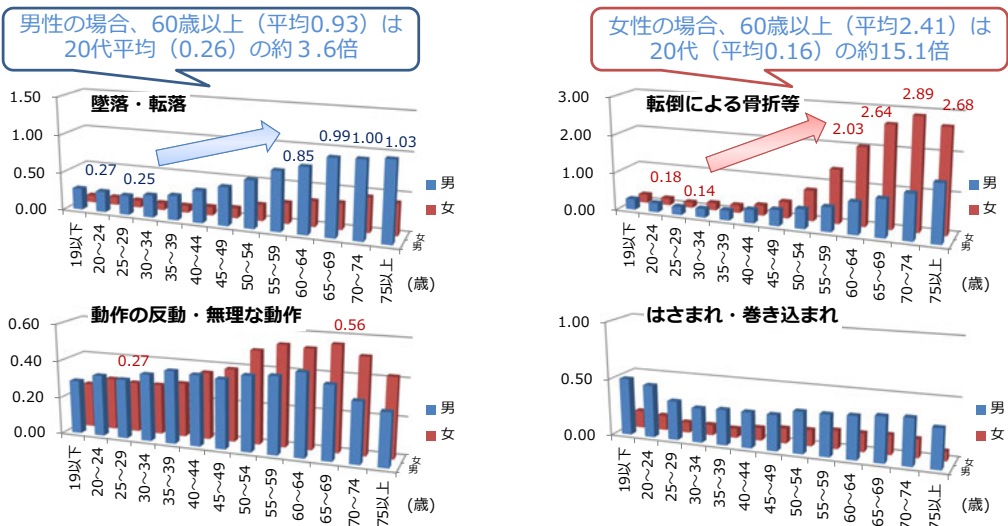 男性の場合、60歳以上（平均0.93）は
20代平均（0.26）の約３.6倍
女性の場合、60歳以上（平均2.41）は
20代（平均0.16）の約15.1倍
墜落・転落
1.50
1.00
0.50
0.00
0.27
0.25
0.85
0.99
1.00
1.03
男
女
女
男
19以下
20～24
25～29
30～34
35～39
40～44
45～49
50～54
55～59
60～64
65～69
70～74
75以上
（歳）
転倒による骨折等
3.00
2.00
1.00
0.00
0.18
0.14
2.03
2.64
2.89
2.68
男
女
女
男
19以下
20～24
25～29
30～34
35～39
40～44
45～49
50～54
55～59
60～64
65～69
70～74
75以上
（歳）
動作の反動・無理な動作
0.60
0.40
0.20
0.00
0.27
0.56
男
女
女
男
19以下
20～24
25～29
30～34
35～39
40～44
45～49
50～54
55～59
60～64
65～69
70～74
75以上
（歳）
はさまれ・巻き込まれ
1.00
0.50
0.00
男
女
女
男
19以下
20～24
25～29
30～34
35～39
40～44
45～49
50～54
55～59
60～64
65～69
70～74
75以上
（歳）